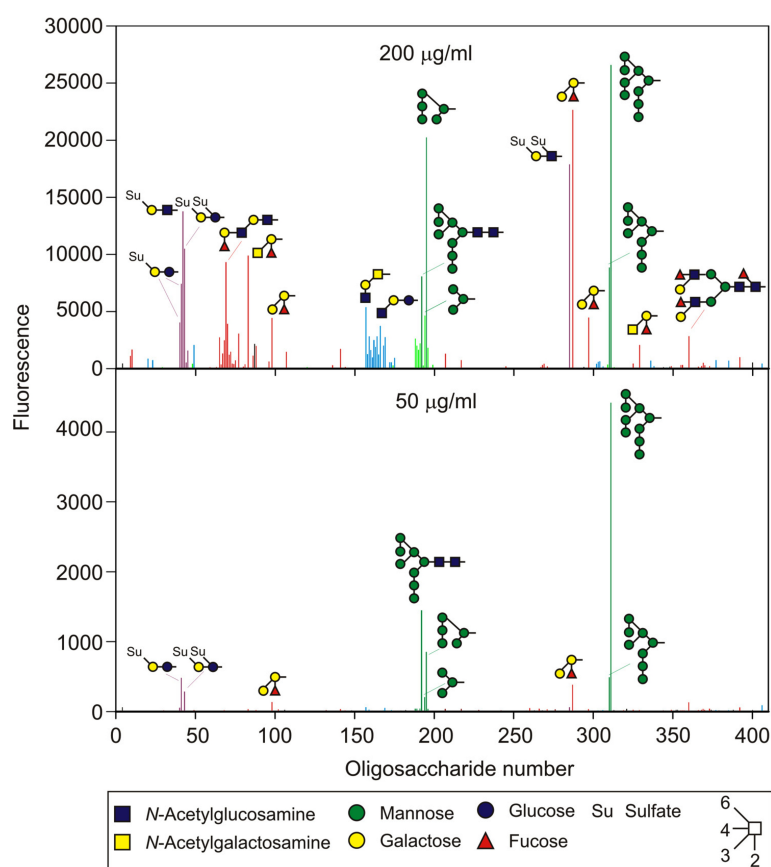 30000
200 µg/ml
25000
20000
Su Su
15000
Su
Su Su
10000
Su
5000
0
Fluorescence
50 µg/ml
4000
3000
2000
1000
Su
Su Su
0
0 50 100 150 200 250 300 350 400
Oligosaccharide number
N-Acetylglucosamine Mannose Glucose Su Sulfate
N-Acetylgalactosamine Galactose Fucose
6
4
3
2